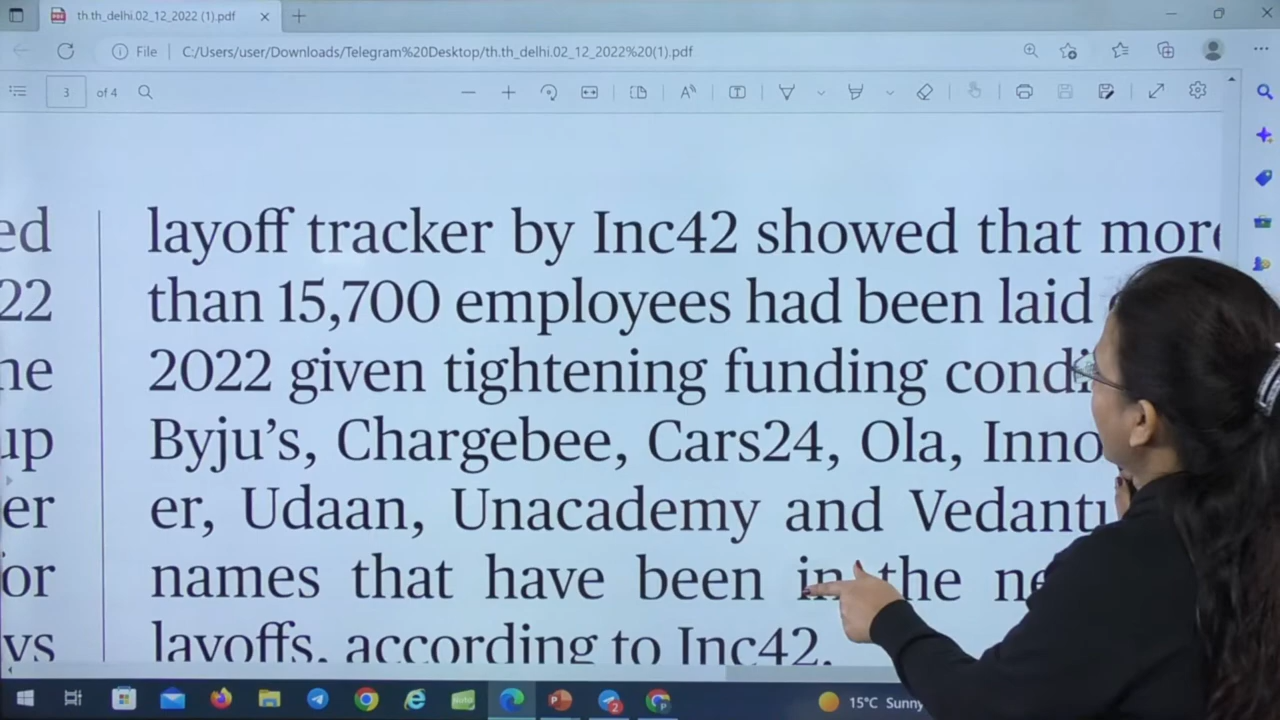 th.th_delhi.02_12_2022 (1).pdf
File
C:/Users/user/Downloads/Telegram%20Desktop/th.th_delhi.02_12_2022%20(1).pdf
3 of 4
ed
22
ne
up
er
or
ys
layoff tracker by Inc42 showed that more
than 15,700 employees had been laid
2022 given tightening funding condi
Byju's, Chargebee, Cars24, Ola, Inno
er, Udaan, Unacademy and Vedantu
names that have been in the ne
layoffs, according to Inc42.
15°C Sunny